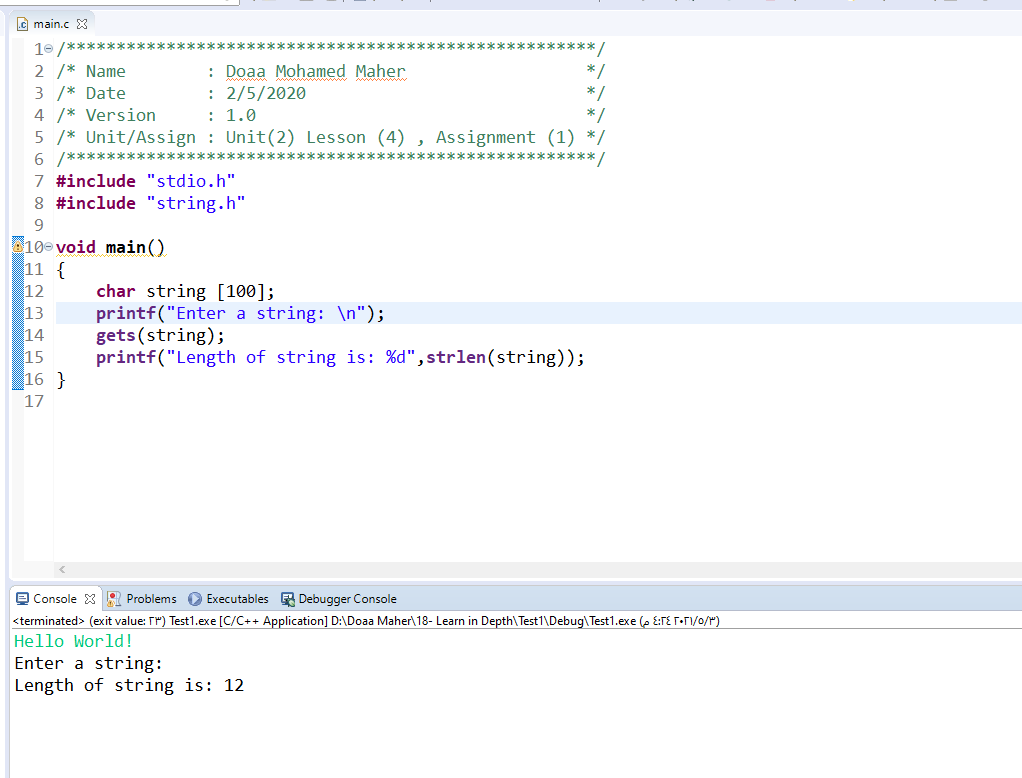 main.c
1 /*****************************************************/
2 /* Name        : Doaa Mohamed Maher                  */
3 /* Date        : 2/5/2020                            */
4 /* Version     : 1.0                                 */
5 /* Unit/Assign : Unit(2) Lesson (4) , Assignment (1) */
6 /*****************************************************/
7 #include "stdio.h"
8 #include "string.h"
9
10 void main()
11 {
12     char string [100];
13     printf("Enter a string: \n");
14     gets(string);
15     printf("Length of string is: %d",strlen(string));
16 }
17
Console Problems Executables Debugger Console
<terminated> (exit value: ٢٣) Test1.exe [C/C++ Application] D:\Doaa Maher\18- Learn in Depth\Test1\Debug\Test1.exe (٣/٥/٢٠٢١ ٤:٢٤ م)
Hello World!
Enter a string:
Length of string is: 12